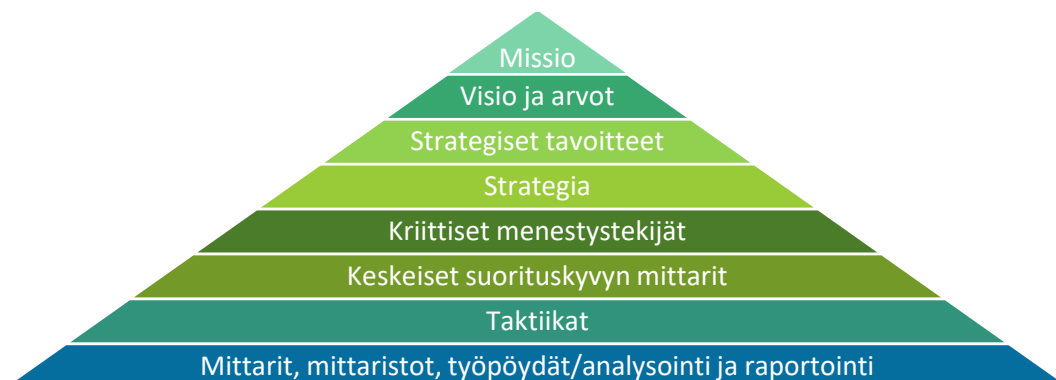 Missio
Visio ja arvot
Strategiset tavoitteet
Strategia
Kriittiset menestystekijät
Keskeiset suorituskyvyn mittarit
Taktiikat
Mittarit, mittaristot, työpöydät/analysointi ja raportointi